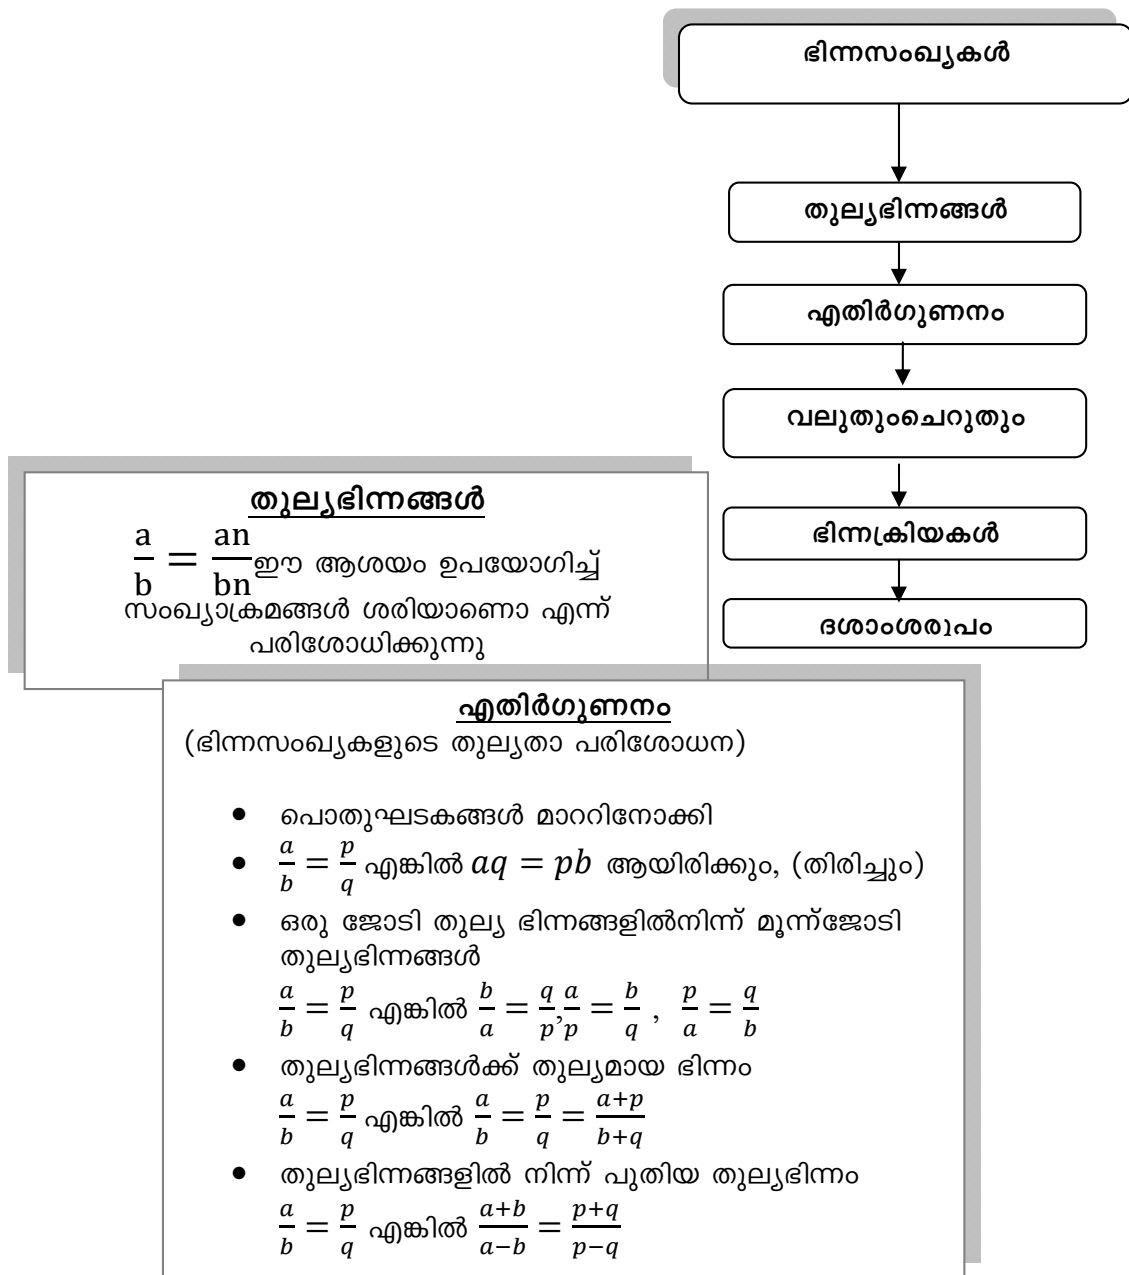 ഭിന്നസംഖ്യകൾ
തുല്യഭിന്നങ്ങൾ
എതിർഗുണനം
വലുതുംചെറുതും
ഭിന്നക്രിയകൾ
ദശാംശരൂപം
തുല്യഭിന്നങ്ങൾ
a/b = an/bn ഈ ആശയം ഉപയോഗിച്ച്
സംഖ്യാക്രമങ്ങൾ ശരിയാണൊ എന്ന്
പരിശോധിക്കുന്നു
എതിർഗുണനം
(ഭിന്നസംഖ്യകളുടെ തുല്യതാ പരിശോധന)
● പൊതുഘടകങ്ങൾ മാററിനോക്കി
● a/b = p/q എങ്കിൽ aq = pb ആയിരിക്കും, (തിരിച്ചും)
● ഒരു ജോടി തുല്യ ഭിന്നങ്ങളിൽനിന്ന് മൂന്ന്ജോടി
തുല്യഭിന്നങ്ങൾ
a/b = p/q എങ്കിൽ b/a = q/p, a/p = b/q , p/a = q/b
● തുല്യഭിന്നങ്ങൾക്ക് തുല്യമായ ഭിന്നം
a/b = p/q എങ്കിൽ a/b = p/q = a+p/b+q
● തുല്യഭിന്നങ്ങളിൽ നിന്ന് പുതിയ തുല്യഭിന്നം
a/b = p/q എങ്കിൽ a+b/a−b = p+q/p−q